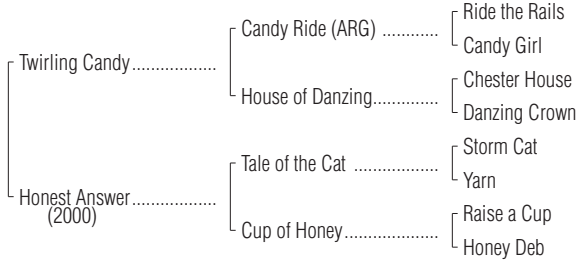 Ride the Rails
Candy Ride (ARG) ............
Candy Girl
Twirling Candy..................
Chester House
House of Danzing..............
Danzing Crown
Storm Cat
Tale of the Cat ..................
Yarn
Honest Answer..................
(2000)
Raise a Cup
Cup of Honey....................
Honey Deb